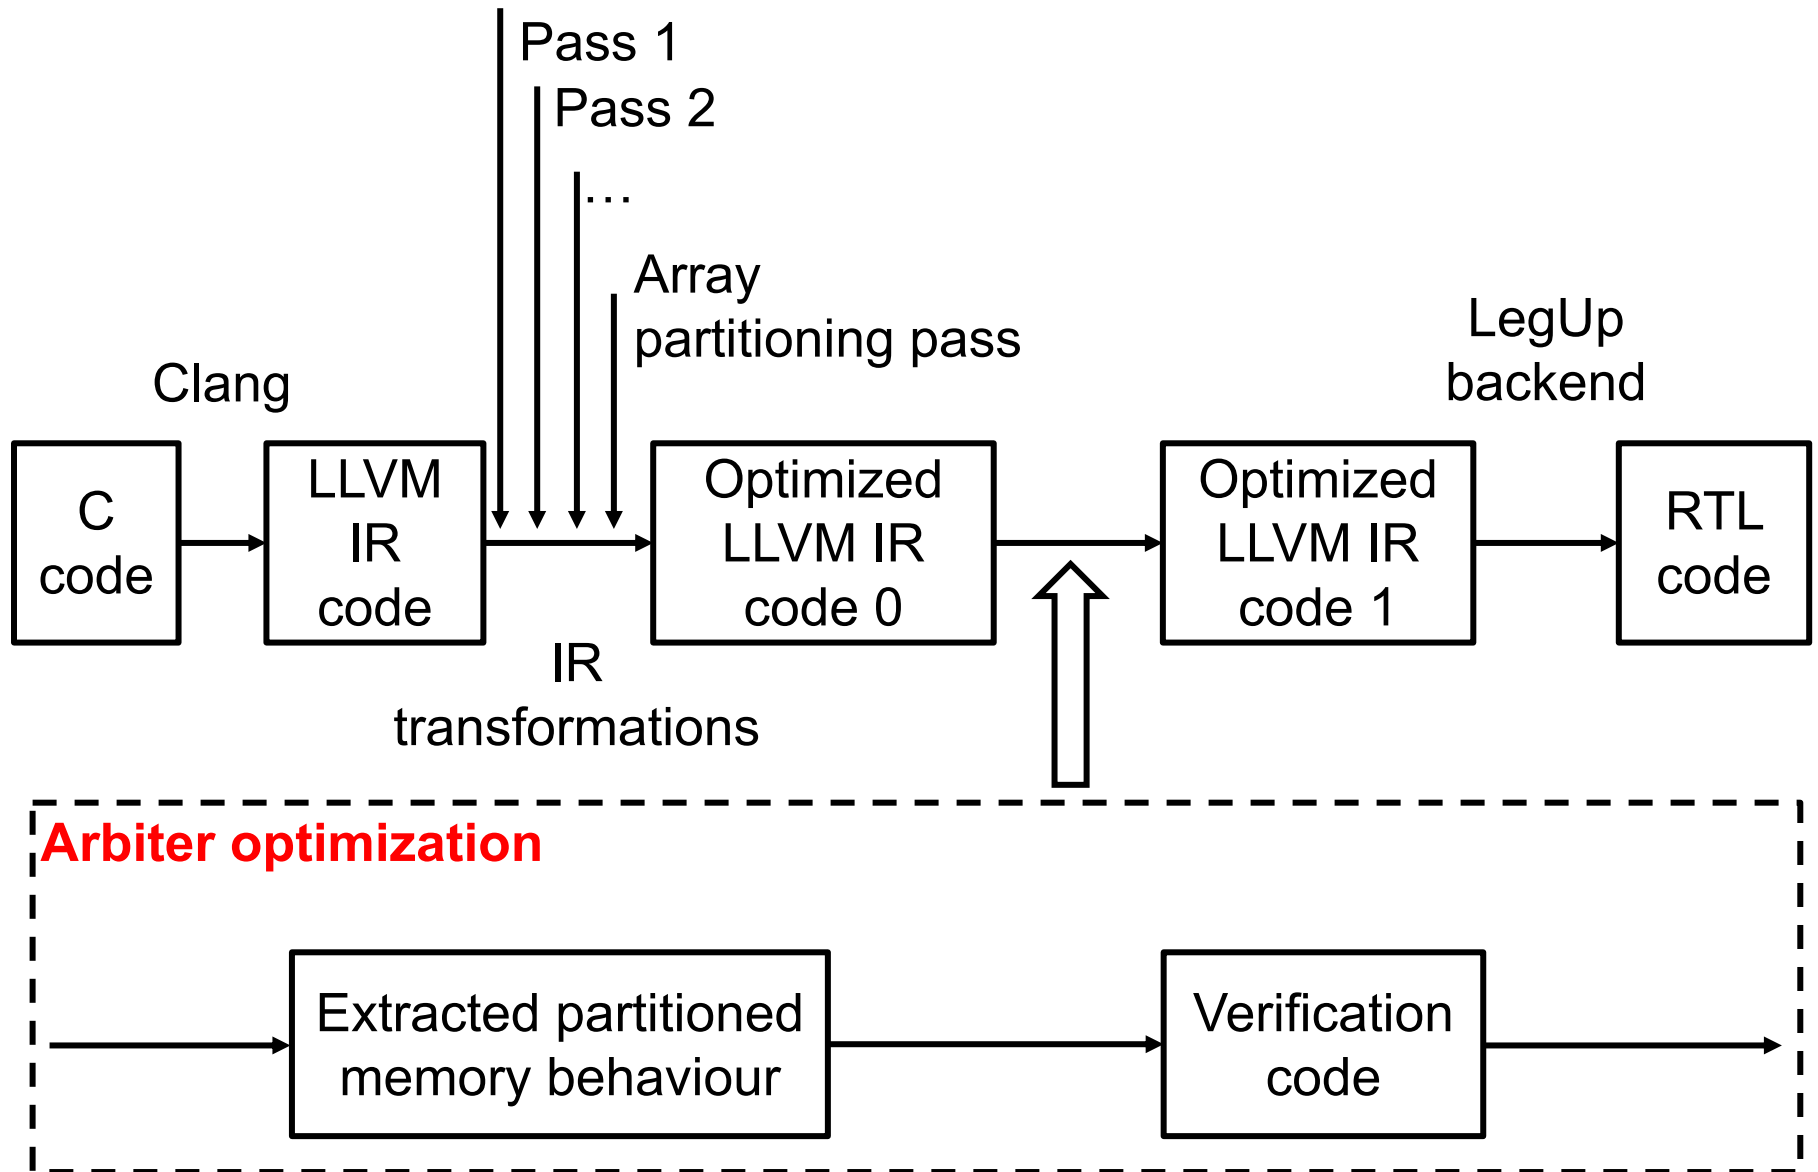 Pass 1
Pass 2
...
Array
partitioning pass
Clang
LegUp
backend
C
code
LLVM
IR
code
Optimized
LLVM IR
code 0
Optimized
LLVM IR
code 1
RTL
code
IR
transformations
Arbiter optimization
Extracted partitioned
memory behaviour
Verification
code